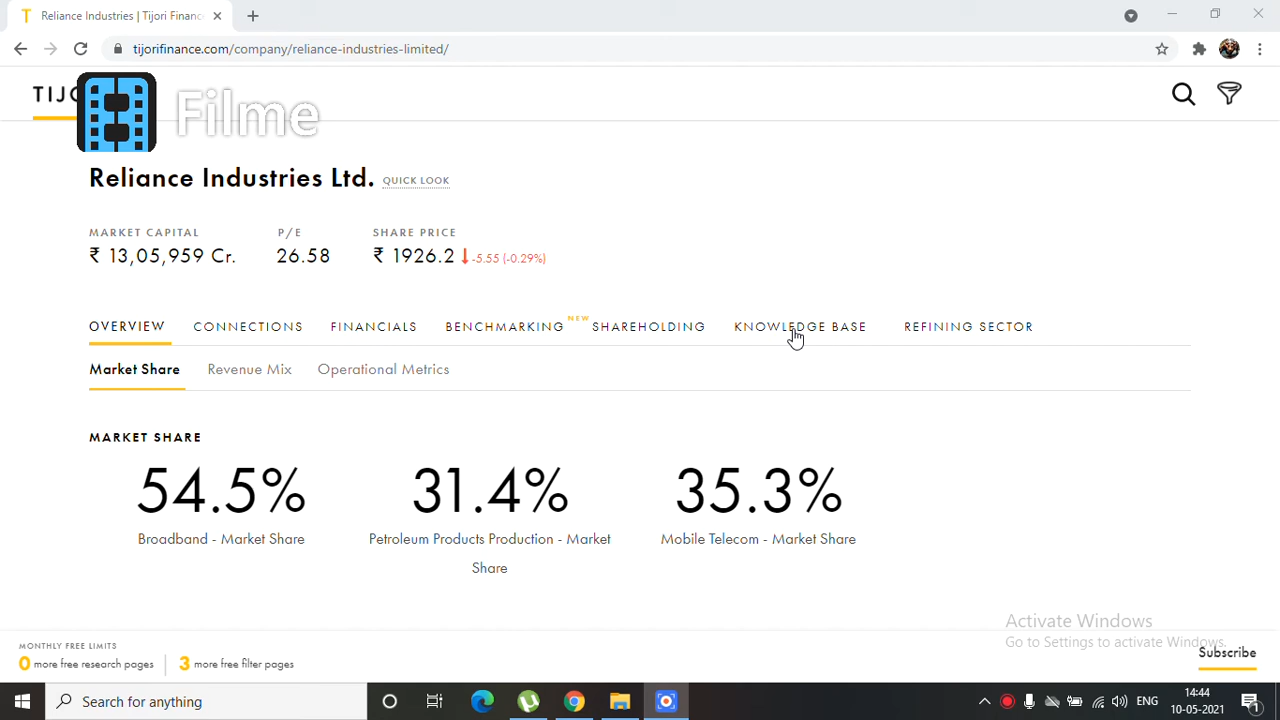 Reliance Industries | Tijori Financ
tijorifinance.com/company/reliance-industries-limited/
Filme
Reliance Industries Ltd. QUICK LOOK
MARKET CAPITAL P/E SHARE PRICE
₹ 13,05,959 Cr. 26.58 ₹ 1926.2 -5.55 (-0.29%)
NEW
OVERVIEW CONNECTIONS FINANCIALS BENCHMARKING SHAREHOLDING KNOWLEDGE BASE REFINING SECTOR
Market Share Revenue Mix Operational Metrics
MARKET SHARE
54.5% 31.4% 35.3%
Broadband - Market Share Petroleum Products Production - Market Mobile Telecom - Market Share
Share
Activate Windows
Go to Settings to activate Windows.
MONTHLY FREE LIMITS
0 more free research pages 3 more free filter pages
Subscribe
Search for anything
ENG
14:44
10-05-2021
1